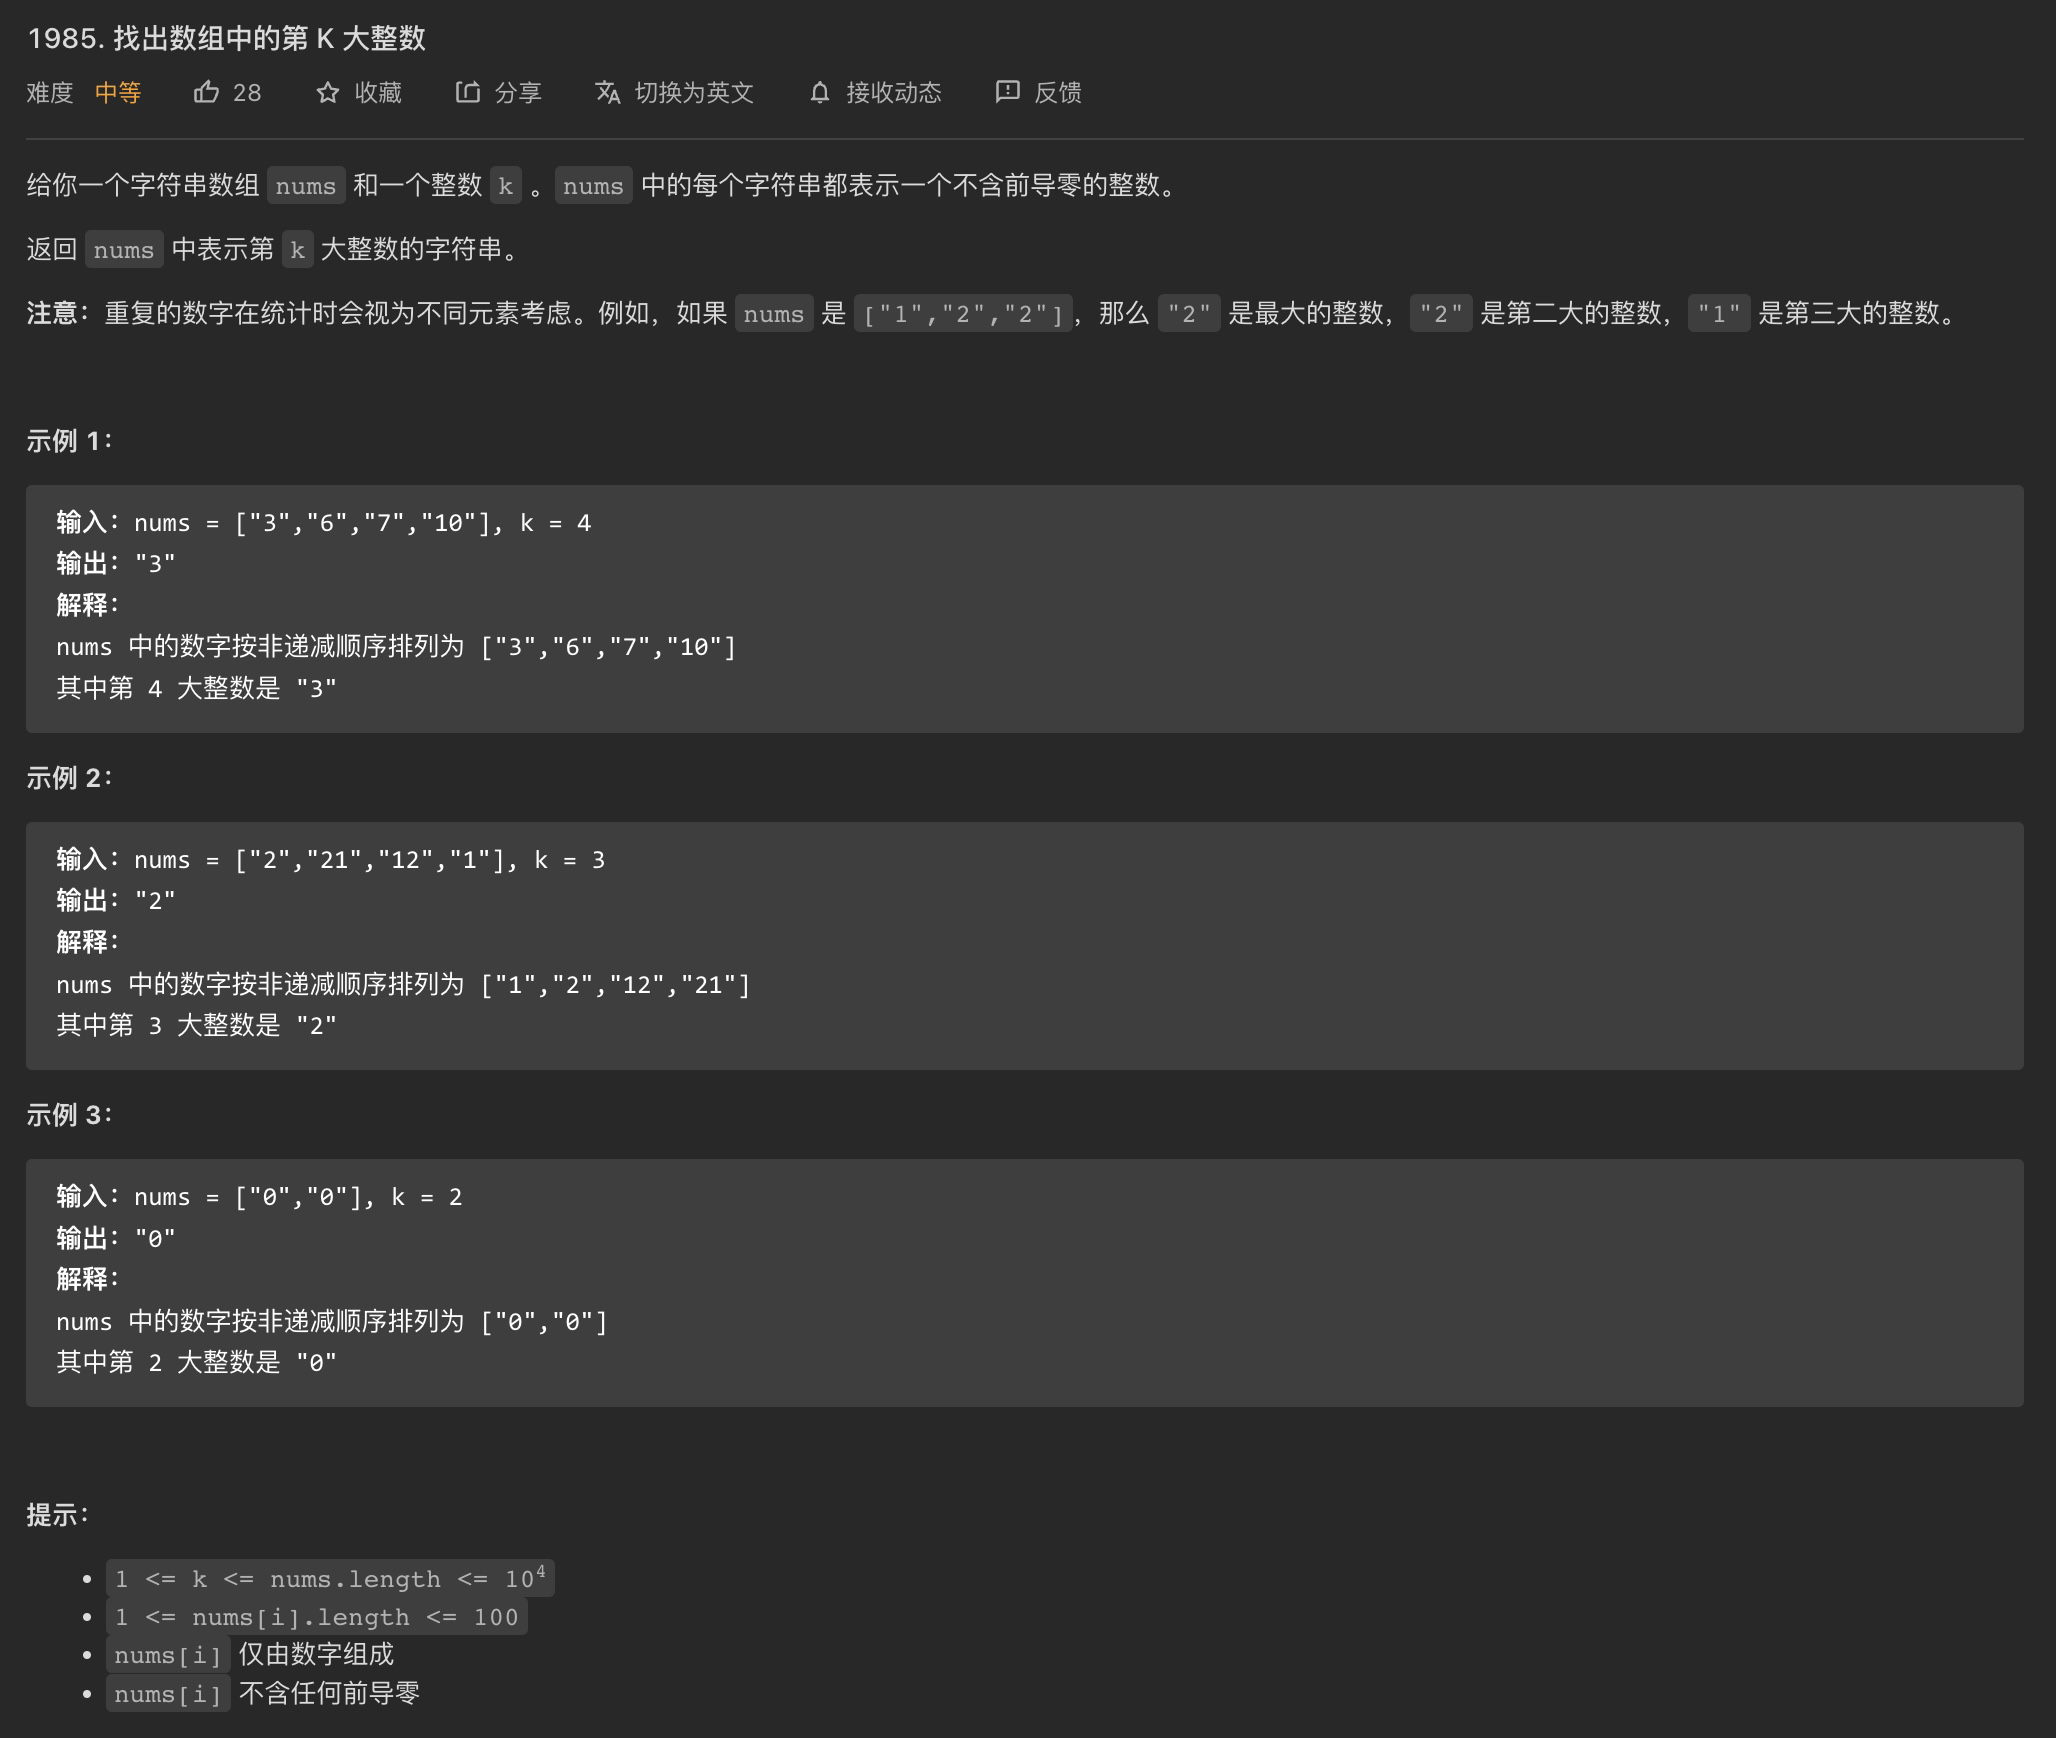 1985. 找出数组中的第 K 大整数
难度 中等 28 收藏 分享 切换为英文 接收动态 反馈
给你一个字符串数组 nums 和一个整数 k 。nums 中的每个字符串都表示一个不含前导零的整数。
返回 nums 中表示第 k 大整数的字符串。
注意：重复的数字在统计时会视为不同元素考虑。例如，如果 nums 是 ["1","2","2"]，那么 "2" 是最大的整数，"2" 是第二大的整数，"1" 是第三大的整数。
示例 1：
输入：nums = ["3","6","7","10"], k = 4
输出："3"
解释：
nums 中的数字按非递减顺序排列为 ["3","6","7","10"]
其中第 4 大整数是 "3"
示例 2：
输入：nums = ["2","21","12","1"], k = 3
输出："2"
解释：
nums 中的数字按非递减顺序排列为 ["1","2","12","21"]
其中第 3 大整数是 "2"
示例 3：
输入：nums = ["0","0"], k = 2
输出："0"
解释：
nums 中的数字按非递减顺序排列为 ["0","0"]
其中第 2 大整数是 "0"
提示：
• 1 <= k <= nums.length <= 10⁴
• 1 <= nums[i].length <= 100
• nums[i] 仅由数字组成
• nums[i] 不含任何前导零